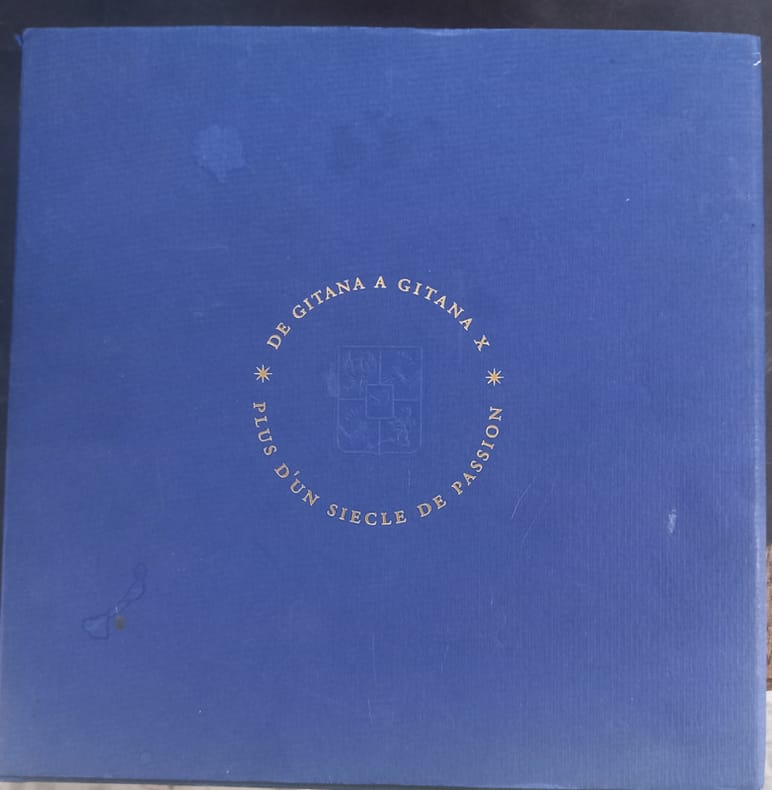 DE GITANA A GITANA X
PLUS D'UN SIECLE DE PASSION